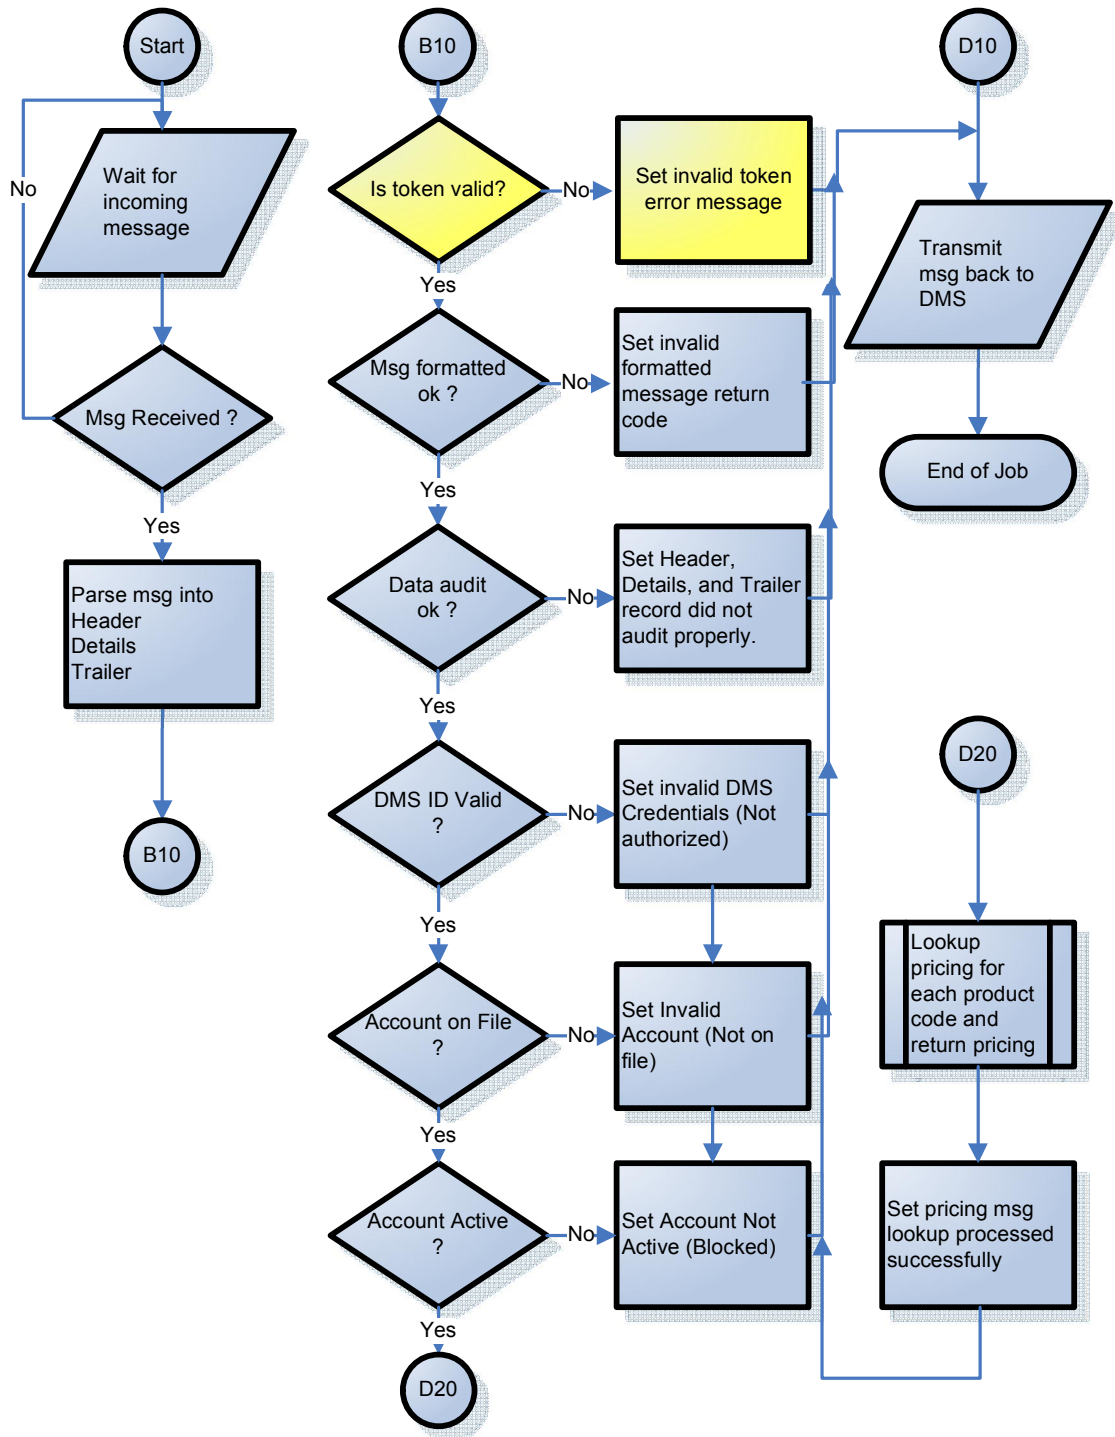 Start
No
Wait for
incoming
message
Msg Received ?
Yes
Parse msg into
Header
Details
Trailer
B10
B10
Is token valid?
No
Set invalid token
error message
Yes
Msg formatted
ok ?
No
Set invalid
formatted
message return
code
Yes
Data audit
ok ?
No
Set Header,
Details, and Trailer
record did not
audit properly.
Yes
DMS ID Valid
?
No
Set invalid DMS
Credentials (Not
authorized)
Yes
Account on File
?
No
Set Invalid
Account (Not on
file)
Yes
Account Active
?
No
Set Account Not
Active (Blocked)
Yes
D20
D10
Transmit
msg back to
DMS
End of Job
D20
Lookup
pricing for
each product
code and
return pricing
Set pricing msg
lookup processed
successfully